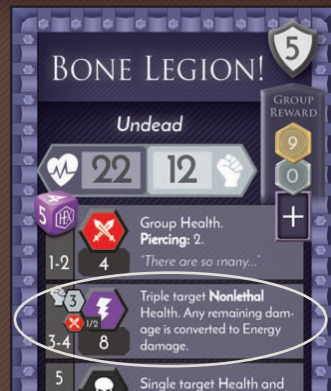 BONE LEGION!
5
GROUP
REWARD
Undead
22
12
9
0
5
HEX
+
Group Health.
Piercing: 2.
"There are so many..."
1-2
4
3
1/2
3-4
8
Triple target Nonlethal
Health. Any remaining dam-
age is converted to Energy
damage.
5
Single target Health and